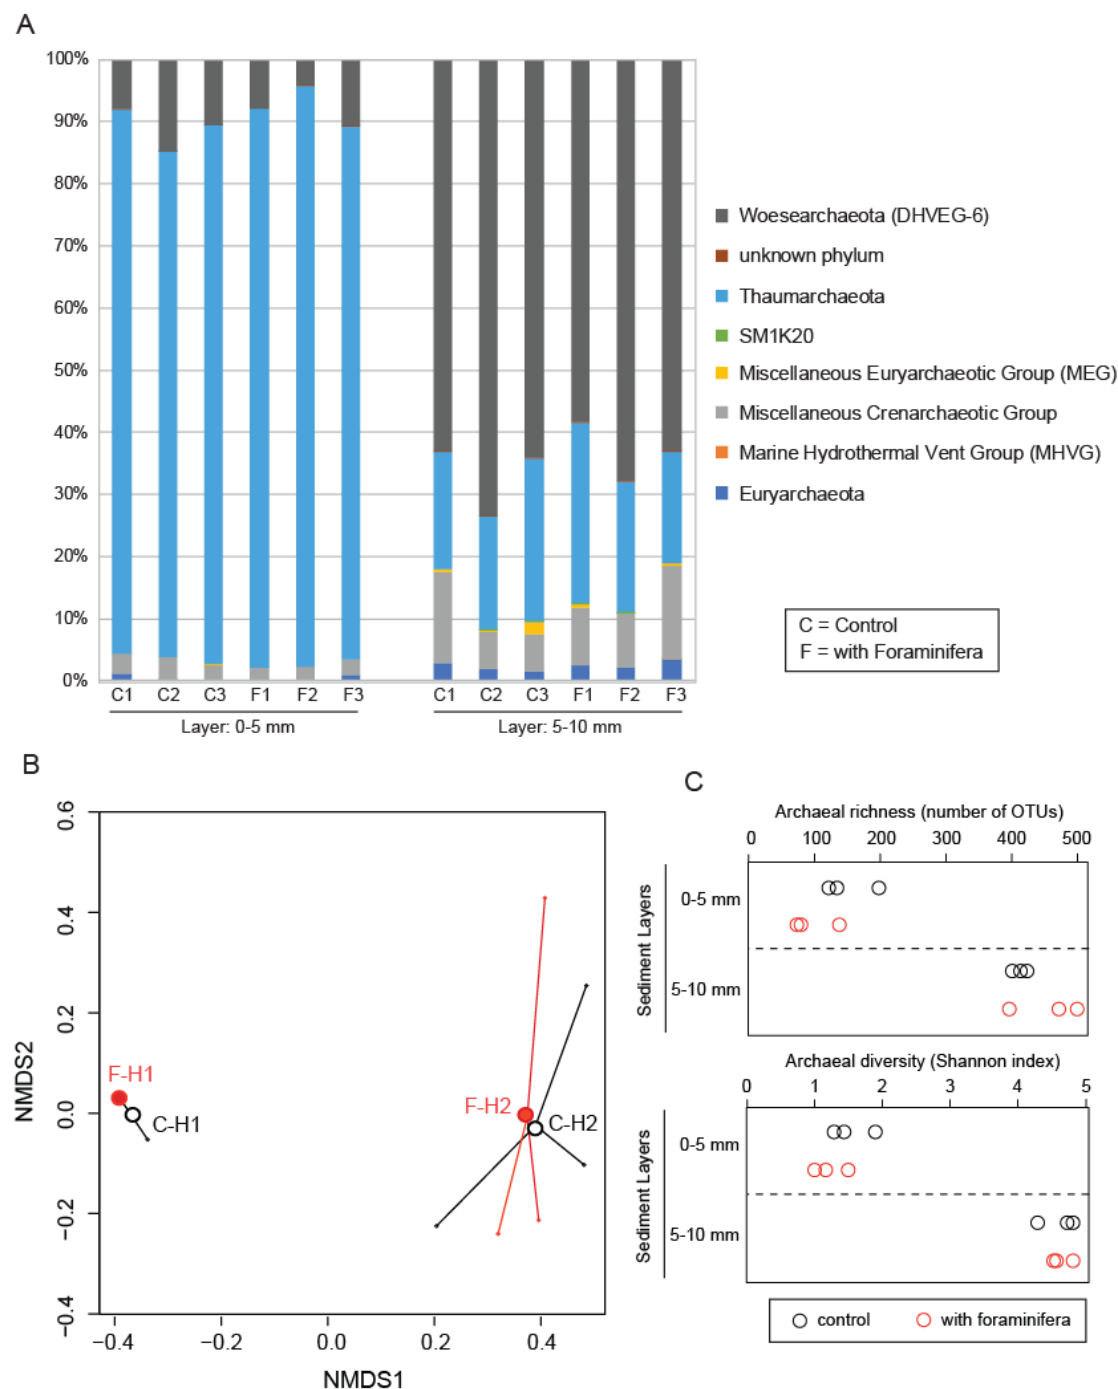 A
100%
90%
80%
70%
60%
50%
40%
30%
20%
10%
0%
C1 C2 C3 F1 F2 F3 C1 C2 C3 F1 F2 F3
Layer: 0-5 mm Layer: 5-10 mm
Woesearchaeota (DHVEG-6)
unknown phylum
Thaumarchaeota
SM1K20
Miscellaneous Euryarchaeotic Group (MEG)
Miscellaneous Crenarchaeotic Group
Marine Hydrothermal Vent Group (MHVG)
Euryarchaeota
C = Control
F = with Foraminifera
B
0.6
0.4
0.2
0.0
−0.2
−0.4
NMDS2
F-H1
C-H1
F-H2
C-H2
−0.4 −0.2 0.0 0.2 0.4
NMDS1
C
Archaeal richness (number of OTUs)
0 100 200 300 400 500
Sediment Layers
0-5 mm
5-10 mm
Archaeal diversity (Shannon index)
0 1 2 3 4 5
Sediment Layers
0-5 mm
5-10 mm
control with foraminifera